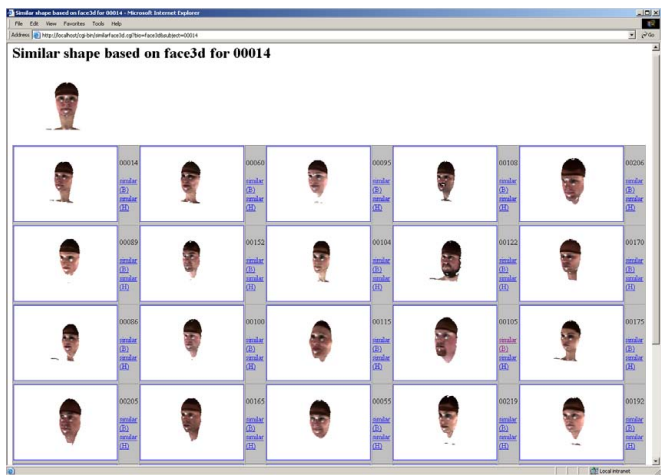 Similar shape based on face3d for 00014 - Microsoft Internet Explorer
File Edit View Favorites Tools Help
Address http://localhost/cgi-bin/similarface3d.cgi?bio=face3d&subject=00014 Go
Similar shape based on face3d for 00014
00014 00060 00095 00108 00206
similar similar similar similar similar
(B) (B) (B) (B) (B)
similar similar similar similar similar
(H) (H) (H) (H) (H)
00089 00152 00104 00122 00170
similar similar similar similar similar
(B) (B) (B) (B) (B)
similar similar similar similar similar
(H) (H) (H) (H) (H)
00086 00100 00115 00105 00175
similar similar similar similar similar
(B) (B) (B) (B) (B)
similar similar similar similar similar
(H) (H) (H) (H) (H)
00205 00165 00055 00219 00192
similar similar similar similar similar
(B) (B) (B) (B) (B)
similar similar similar similar similar
(H) (H) (H) (H) (H)
Local intranet